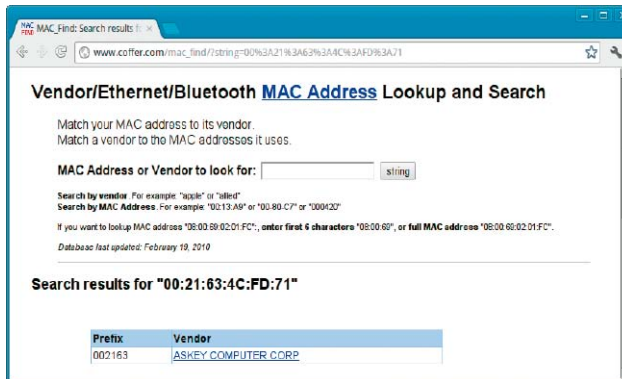 MAC FIND MAC_Find: Search results f
www.coffer.com/mac_find/?string=00%3A21%3A63%3A4C%3AFD%3A71
Vendor/Ethernet/Bluetooth MAC Address Lookup and Search
Match your MAC address to its vendor.
Match a vendor to the MAC addresses it uses.
MAC Address or Vendor to look for: string
Search by vendor. For example: "apple" or "allied"
Search by MAC Address. For example: "00:13:A9" or "00-80-C7" or "000420"
If you want to lookup MAC address "08:00:69:02:01:FC":, enter first 6 characters "08:00:69", or full MAC address "08:00:69:02:01:FC".
Database last updated: February 19, 2010
Search results for "00:21:63:4C:FD:71"
Prefix Vendor
002163 ASKEY COMPUTER CORP